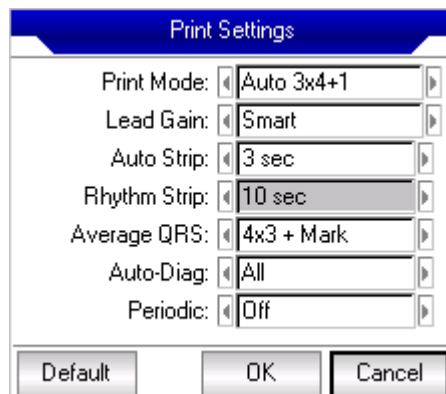 Print Settings
Print Mode: Auto 3x4+1
Lead Gain: Smart
Auto Strip: 3 sec
Rhythm Strip: 10 sec
Average QRS: 4x3 + Mark
Auto-Diag: All
Periodic: Off
Default OK Cancel